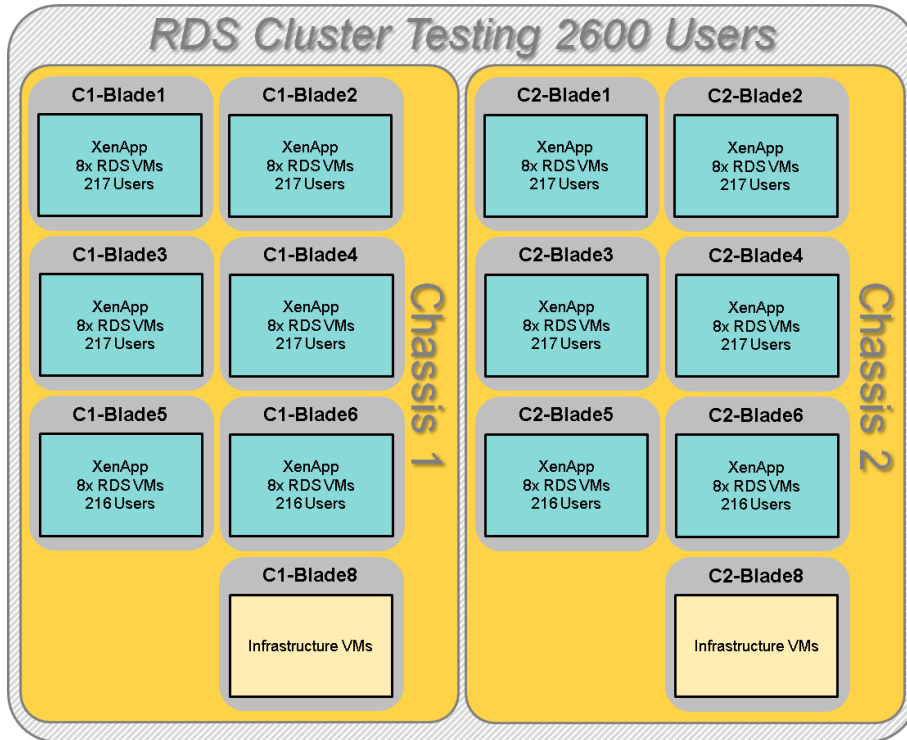 RDS Cluster Testing 2600 Users
C1-Blade1
XenApp
8x RDS VMs
217 Users
C1-Blade2
XenApp
8x RDS VMs
217 Users
C1-Blade3
XenApp
8x RDS VMs
217 Users
C1-Blade4
XenApp
8x RDS VMs
217 Users
C1-Blade5
XenApp
8x RDS VMs
216 Users
C1-Blade6
XenApp
8x RDS VMs
216 Users
C1-Blade8
Infrastructure VMs
Chassis 1
C2-Blade1
XenApp
8x RDS VMs
217 Users
C2-Blade2
XenApp
8x RDS VMs
217 Users
C2-Blade3
XenApp
8x RDS VMs
217 Users
C2-Blade4
XenApp
8x RDS VMs
217 Users
C2-Blade5
XenApp
8x RDS VMs
216 Users
C2-Blade6
XenApp
8x RDS VMs
216 Users
C2-Blade8
Infrastructure VMs
Chassis 2